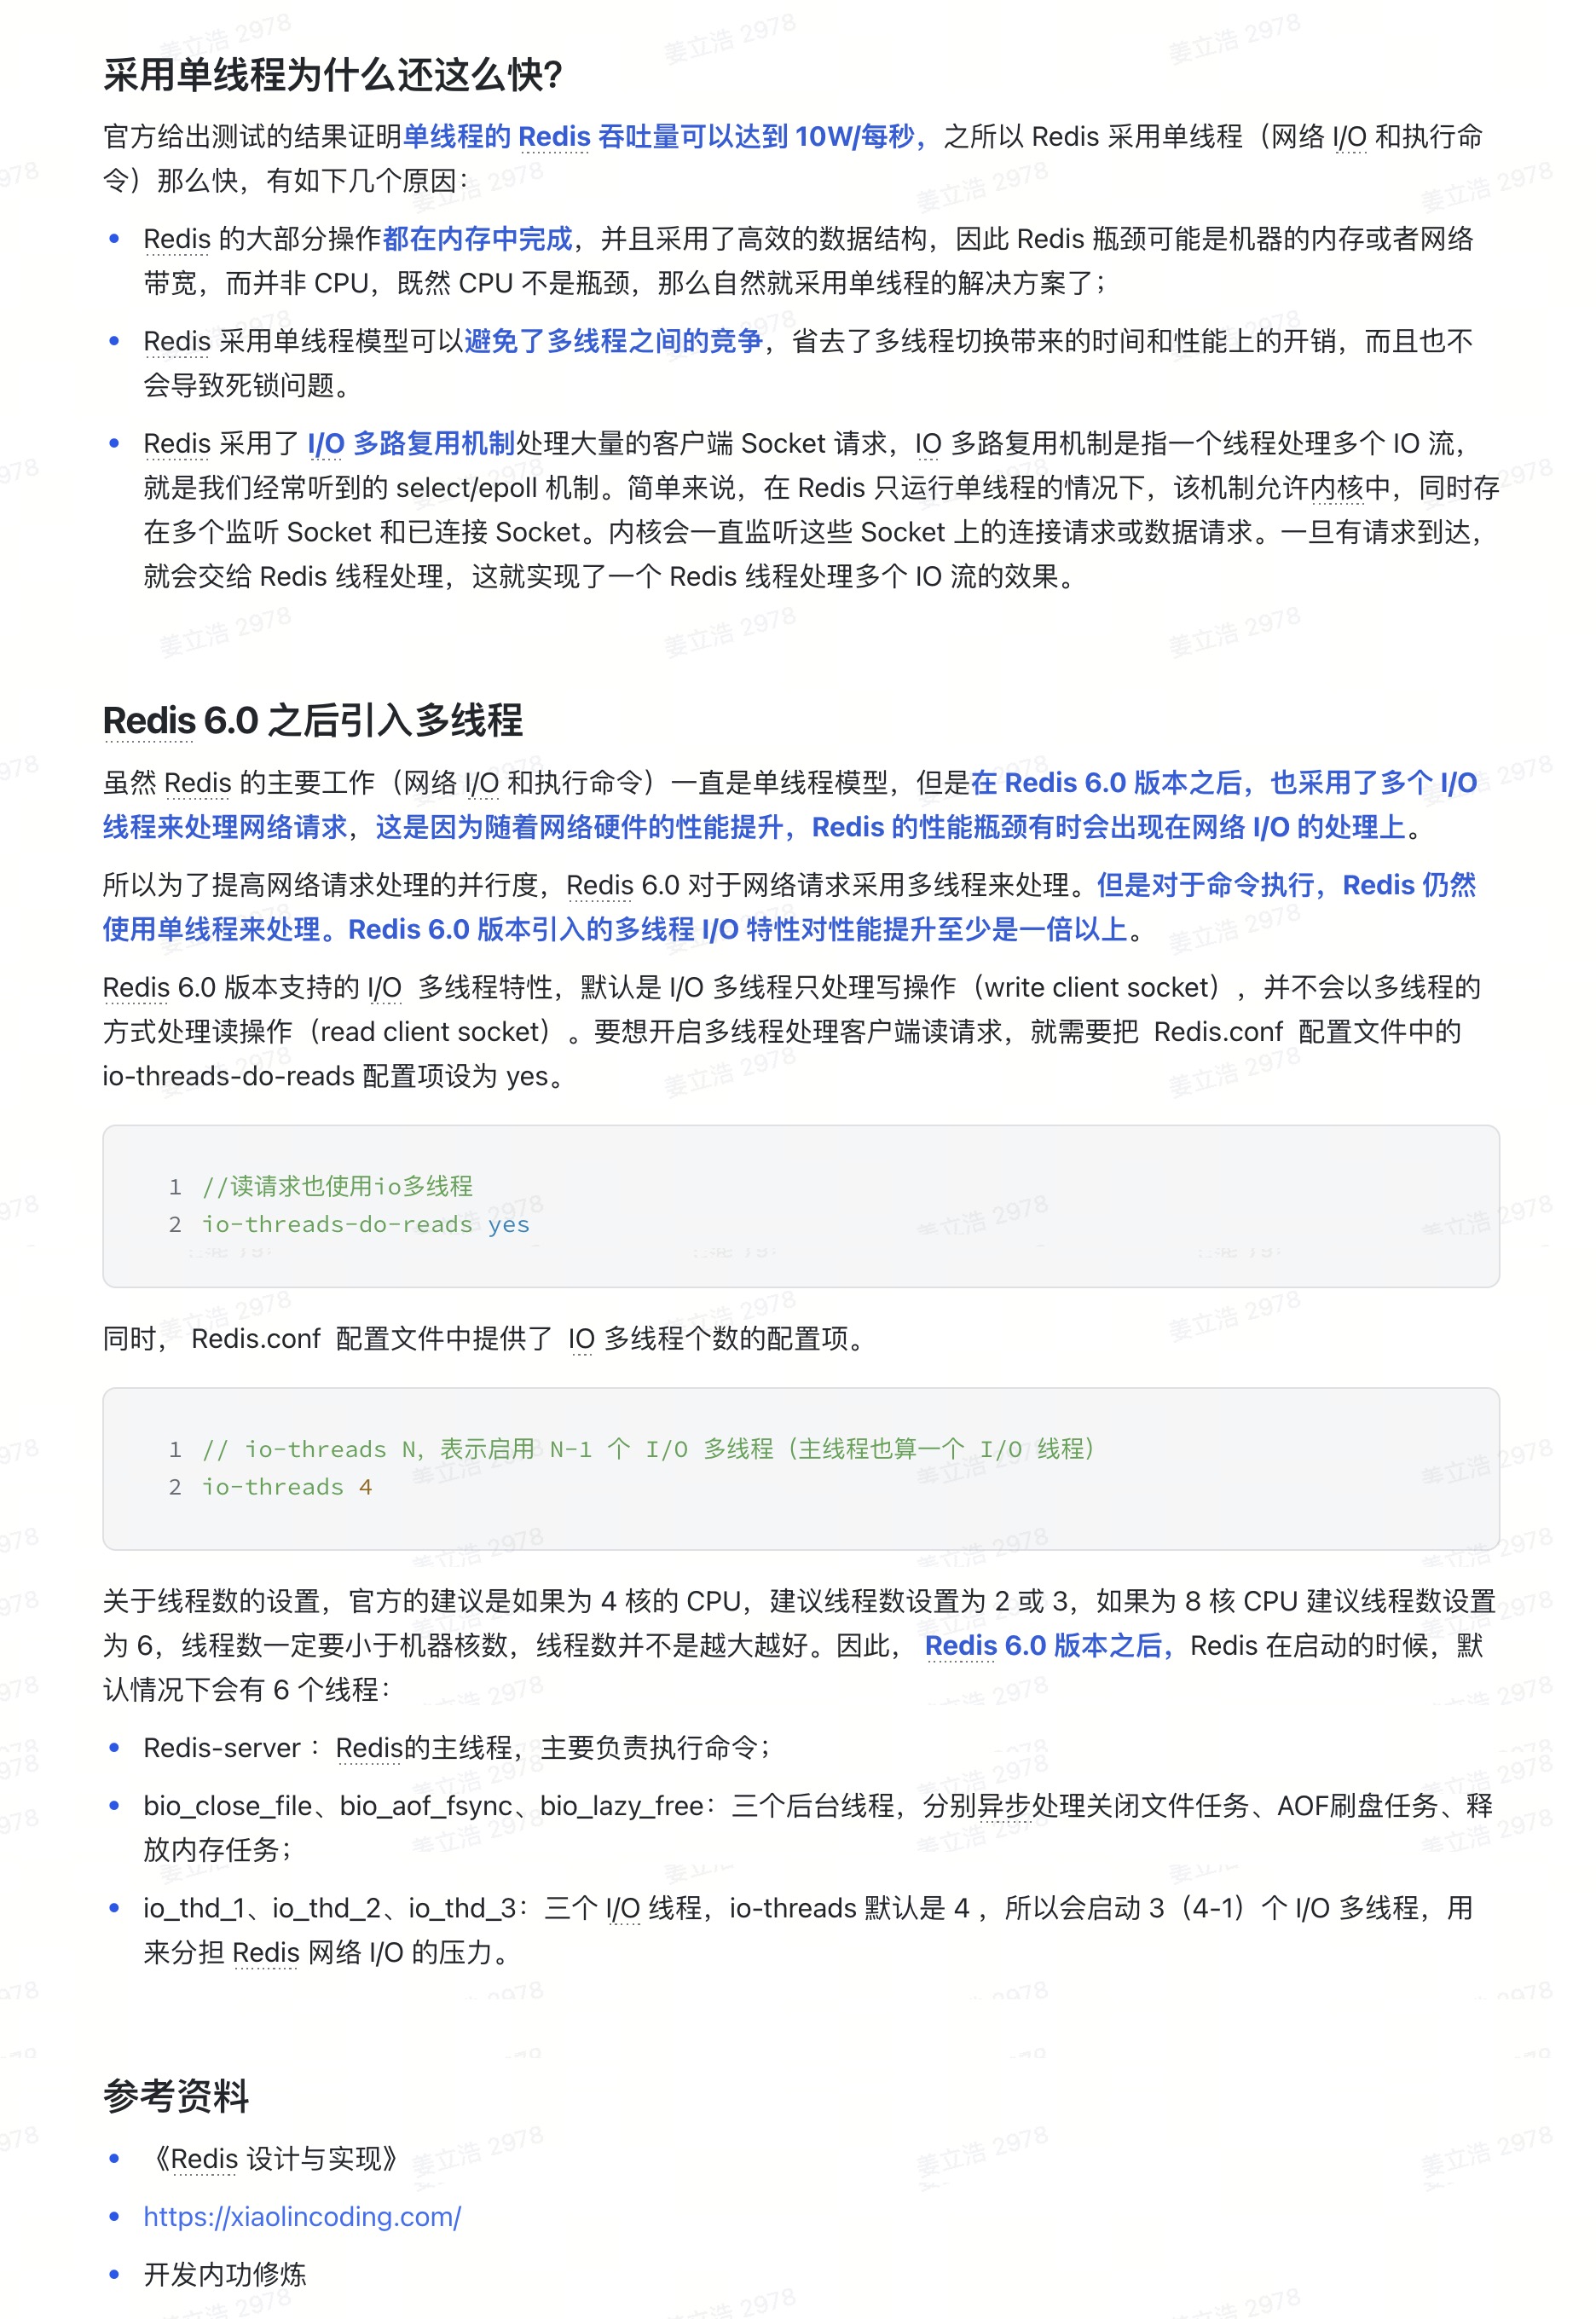 采用单线程为什么还这么快?
官方给出测试的结果证明单线程的 Redis 吞吐量可以达到 10W/每秒，之所以 Redis 采用单线程（网络 I/O 和执行命
令）那么快，有如下几个原因：
Redis 的大部分操作都在内存中完成，并且采用了高效的数据结构，因此 Redis 瓶颈可能是机器的内存或者网络
带宽，而并非 CPU，既然 CPU 不是瓶颈，那么自然就采用单线程的解决方案了；
Redis 采用单线程模型可以避免了多线程之间的竞争，省去了多线程切换带来的时间和性能上的开销，而且也不
会导致死锁问题。
Redis 采用了 I/O 多路复用机制处理大量的客户端 Socket 请求，IO 多路复用机制是指一个线程处理多个 IO 流，
就是我们经常听到的 select/epoll 机制。简单来说，在 Redis 只运行单线程的情况下，该机制允许内核中，同时存
在多个监听 Socket 和已连接 Socket。内核会一直监听这些 Socket 上的连接请求或数据请求。一旦有请求到达，
就会交给 Redis 线程处理，这就实现了一个 Redis 线程处理多个 IO 流的效果。
Redis 6.0 之后引入多线程
虽然 Redis 的主要工作（网络 I/O 和执行命令）一直是单线程模型，但是在 Redis 6.0 版本之后，也采用了多个 I/O
线程来处理网络请求，这是因为随着网络硬件的性能提升，Redis 的性能瓶颈有时会出现在网络 I/O 的处理上。
所以为了提高网络请求处理的并行度，Redis 6.0 对于网络请求采用多线程来处理。但是对于命令执行，Redis 仍然
使用单线程来处理。Redis 6.0 版本引入的多线程 I/O 特性对性能提升至少是一倍以上。
Redis 6.0 版本支持的 I/O 多线程特性，默认是 I/O 多线程只处理写操作（write client socket），并不会以多线程的
方式处理读操作（read client socket）。要想开启多线程处理客户端读请求，就需要把 Redis.conf 配置文件中的
io-threads-do-reads 配置项设为 yes。
1 //读请求也使用io多线程
2 io-threads-do-reads yes
同时， Redis.conf 配置文件中提供了 IO 多线程个数的配置项。
1 // io-threads N，表示启用 N-1 个 I/O 多线程（主线程也算一个 I/O 线程）
2 io-threads 4
关于线程数的设置，官方的建议是如果为 4 核的 CPU，建议线程数设置为 2 或 3，如果为 8 核 CPU 建议线程数设置
为 6，线程数一定要小于机器核数，线程数并不是越大越好。因此， Redis 6.0 版本之后，Redis 在启动的时候，默
认情况下会有 6 个线程：
Redis-server ： Redis的主线程，主要负责执行命令；
bio_close_file、bio_aof_fsync、bio_lazy_free：三个后台线程，分别异步处理关闭文件任务、AOF刷盘任务、释
放内存任务；
io_thd_1、io_thd_2、io_thd_3：三个 I/O 线程，io-threads 默认是 4 ，所以会启动 3（4-1）个 I/O 多线程，用
来分担 Redis 网络 I/O 的压力。
参考资料
《Redis 设计与实现》
https://xiaolincoding.com/
开发内功修炼
姜立浩 2978